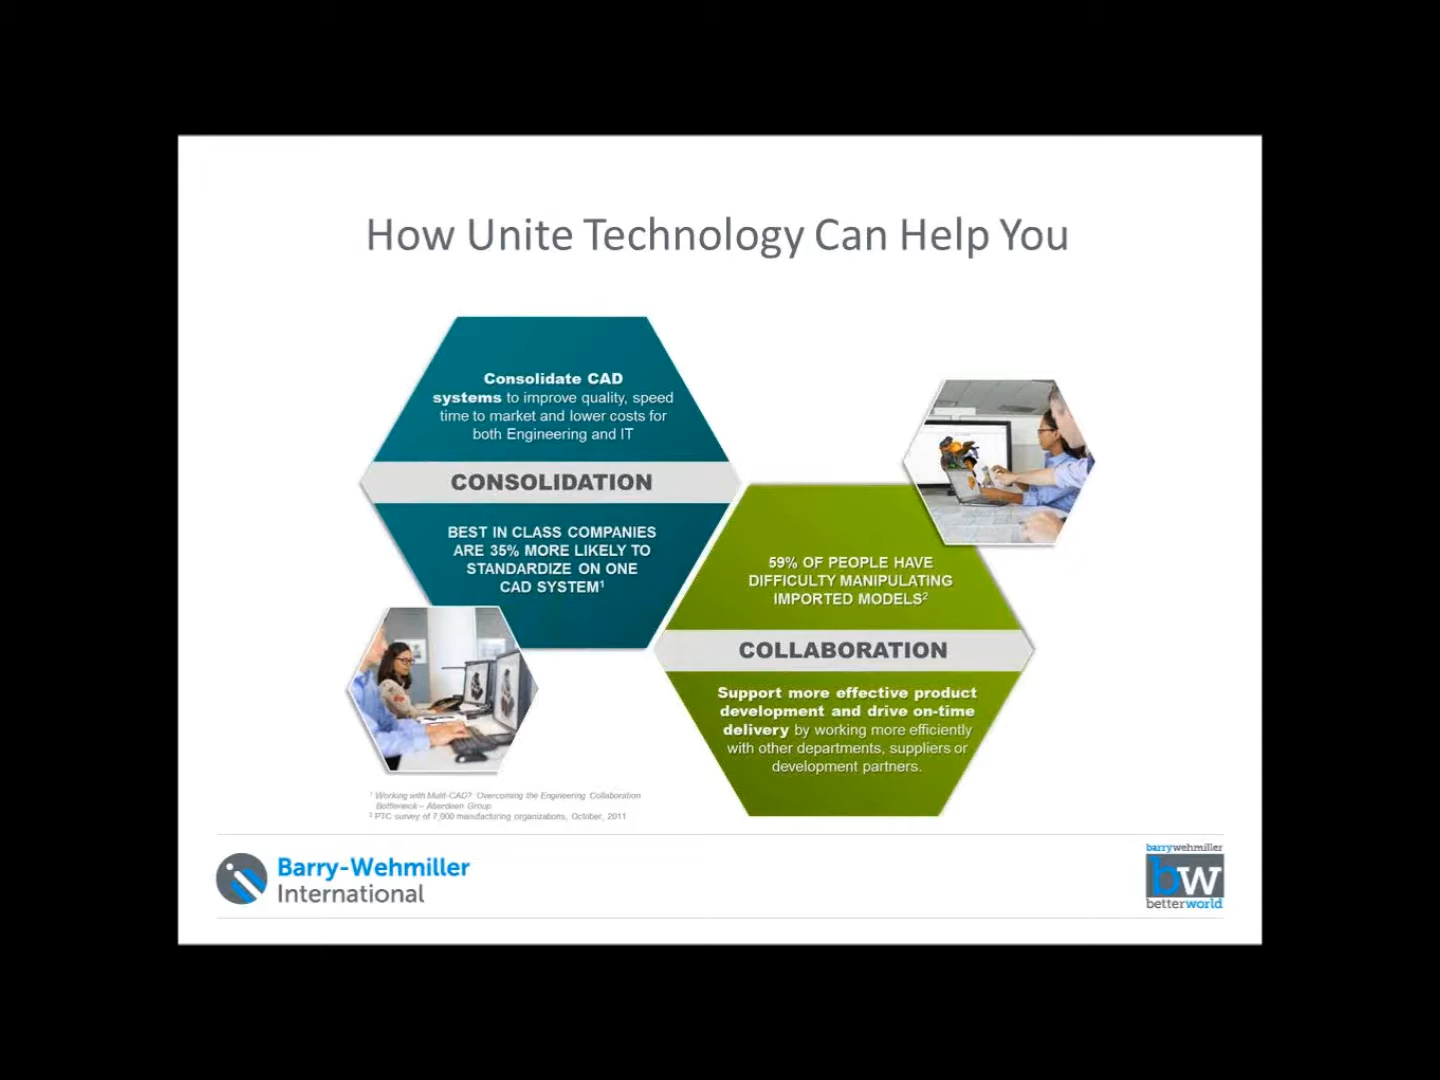 How Unite Technology Can Help You
Consolidate CAD
systems to improve quality, speed
time to market and lower costs for
both Engineering and IT
CONSOLIDATION
BEST IN CLASS COMPANIES
ARE 35% MORE LIKELY TO
STANDARDIZE ON ONE
CAD SYSTEM¹
59% OF PEOPLE HAVE
DIFFICULTY MANIPULATING
IMPORTED MODELS²
COLLABORATION
Support more effective product
development and drive on-time
delivery by working more efficiently
with other departments, suppliers or
development partners.
¹ Working with Mulit-CAD? Overcoming the Engineering Collaboration
Bottleneck – Aberdeen Group
² PTC survey of 7,000 manufacturing organizations, October, 2011
Barry-Wehmiller
International
barrywehmiller
bw
betterworld